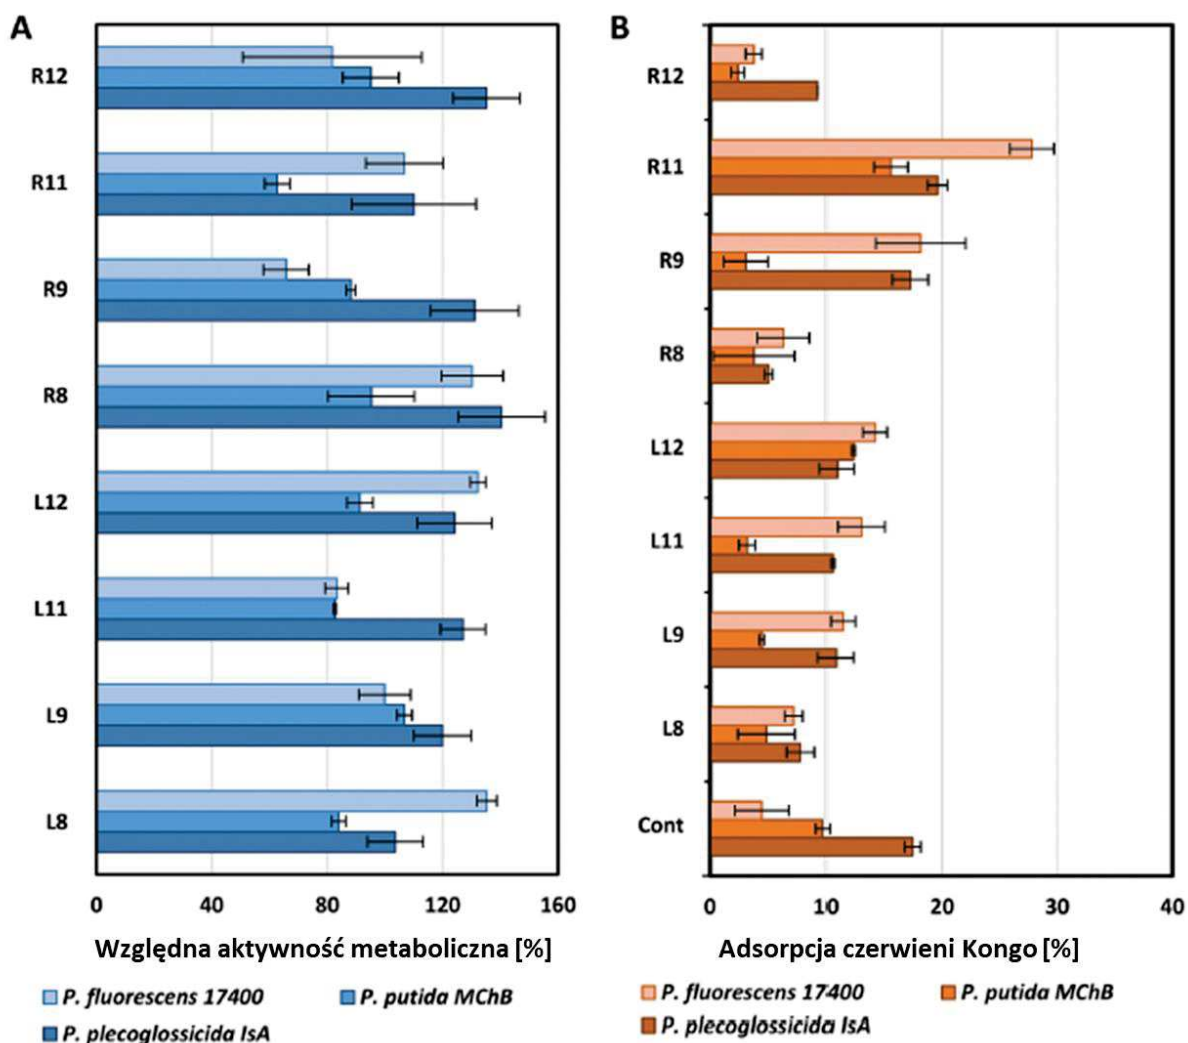 A
R12
R11
R9
R8
L12
L11
L9
L8
0 40 80 120 160
Względna aktywność metaboliczna [%]
P. fluorescens 17400 P. putida MChB
P. plecoglossicida IsA
B
R12
R11
R9
R8
L12
L11
L9
L8
Cont
0 10 20 30 40
Adsorpcja czerwieni Kongo [%]
P. fluorescens 17400 P. putida MChB
P. plecoglossicida IsA